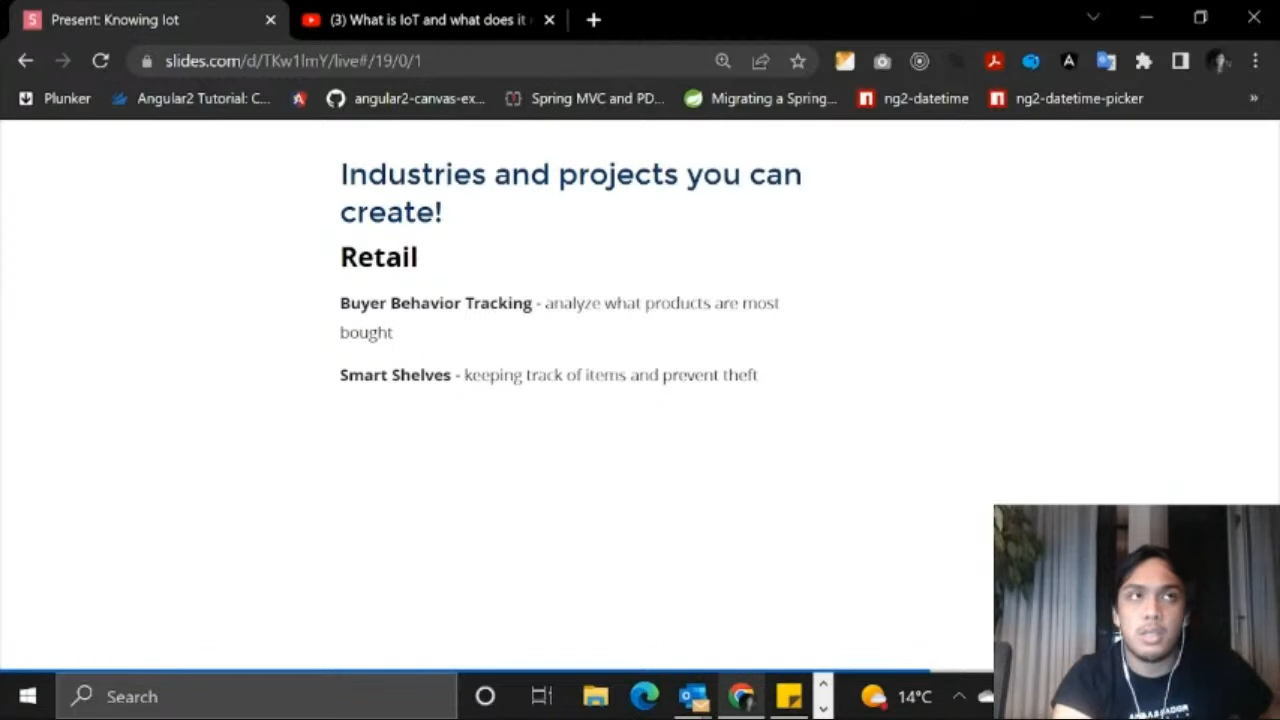 Present: Knowing Iot
(3) What is IoT and what does it
slides.com/d/TKw1lmY/live#/19/0/1
Plunker
Angular2 Tutorial: C...
angular2-canvas-ex...
Spring MVC and PD...
Migrating a Spring...
ng2-datetime
ng2-datetime-picker
Industries and projects you can
create!
Retail
Buyer Behavior Tracking - analyze what products are most
bought
Smart Shelves - keeping track of items and prevent theft
AMBASSADOR
Search
14°C